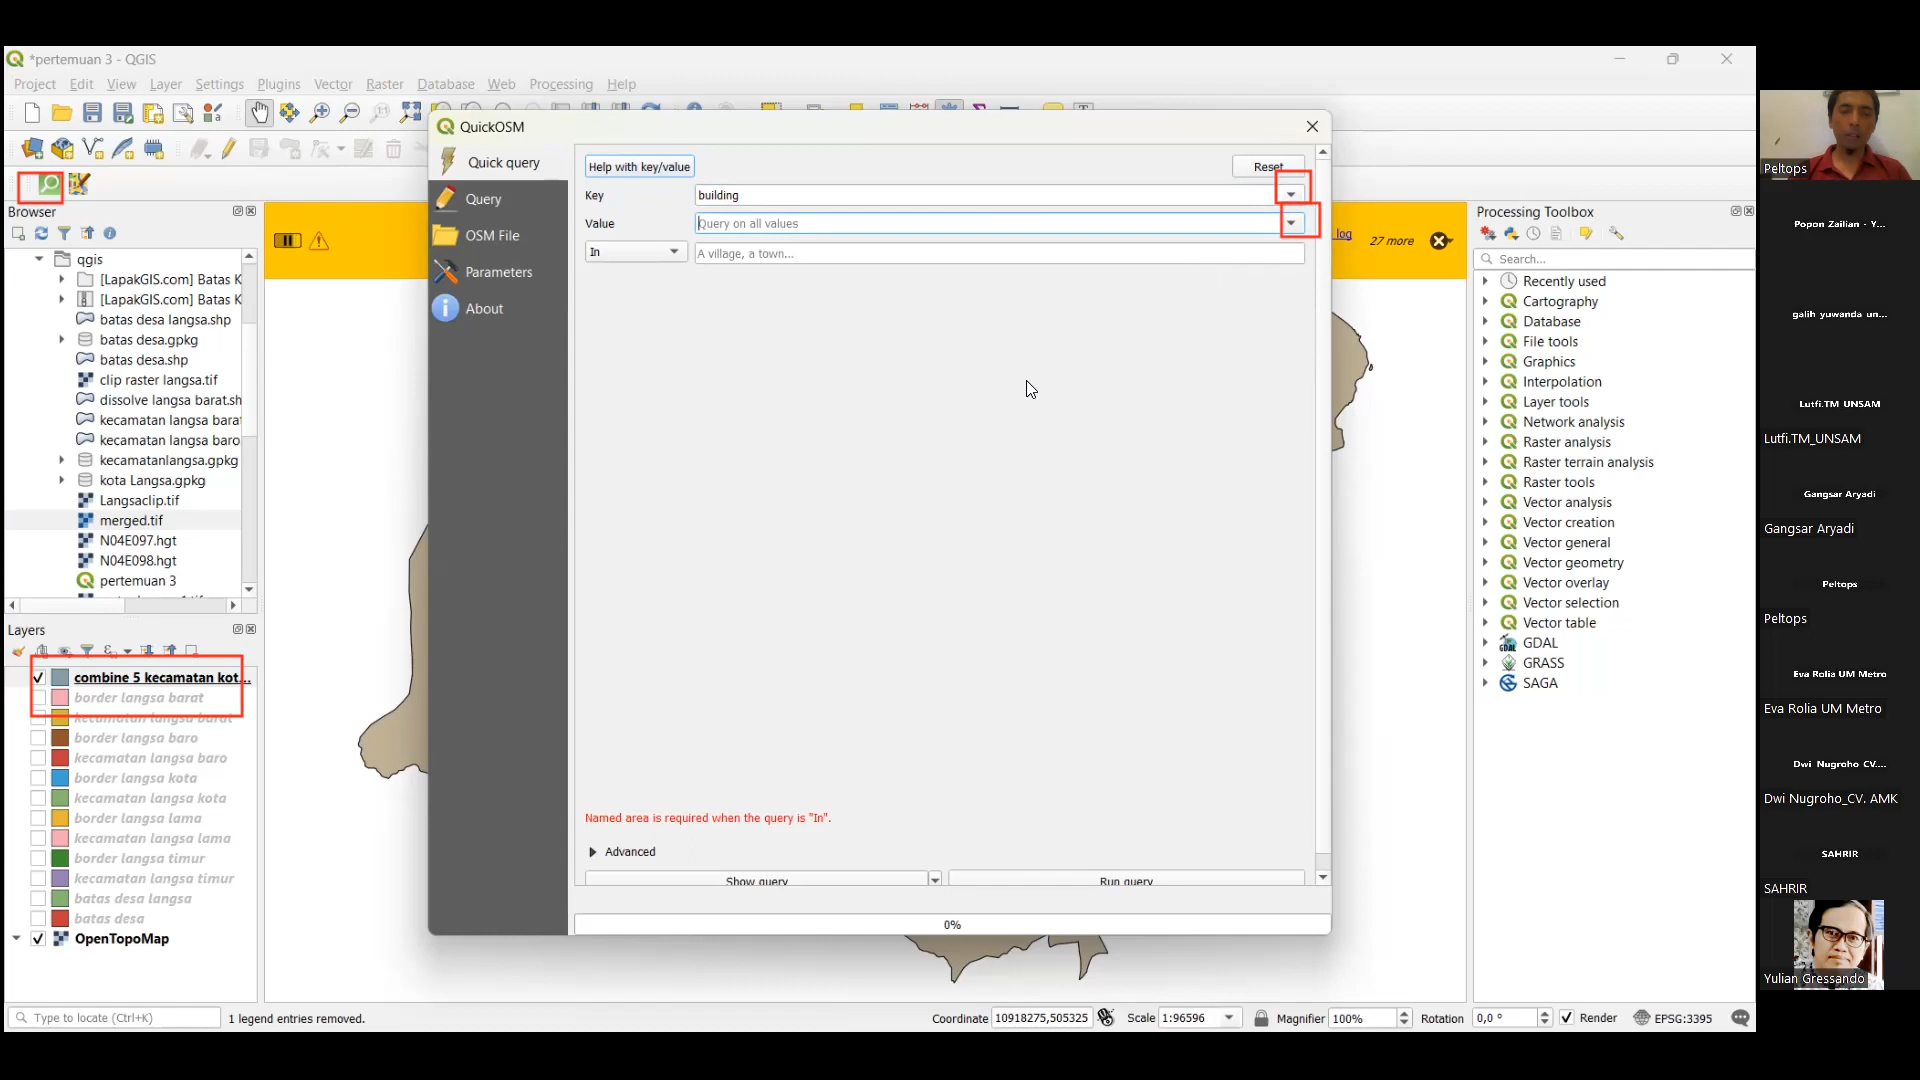 *pertemuan 3 - QGIS
Project Edit View Layer Settings Plugins Vector Raster Database Web Processing Help
Browser
qgis
[LapakGIS.com] Batas K
[LapakGIS.com] Batas K
batas desa langsa.shp
batas desa.gpkg
batas desa.shp
clip raster langsa.tif
dissolve langsa barat.sh
kecamatan langsa barat
kecamatan langsa baro
kecamatanlangsa.gpkg
kota Langsa.gpkg
Langsaclip.tif
merged.tif
N04E097.hgt
N04E098.hgt
pertemuan 3
Layers
combine 5 kecamatan kot...
border langsa barat
kecamatan langsa barat
border langsa baro
kecamatan langsa baro
border langsa kota
kecamatan langsa kota
border langsa lama
kecamatan langsa lama
border langsa timur
kecamatan langsa timur
batas desa langsa
batas desa
OpenTopoMap
QuickOSM
Quick query
Query
OSM File
Parameters
About
Help with key/value
Reset
Key
building
Value
Query on all values
In
A village, a town...
Named area is required when the query is "In".
Advanced
Show query
Run query
0%
log
27 more
Processing Toolbox
Search...
Recently used
Cartography
Database
File tools
Graphics
Interpolation
Layer tools
Network analysis
Raster analysis
Raster terrain analysis
Raster tools
Vector analysis
Vector creation
Vector general
Vector geometry
Vector overlay
Vector selection
Vector table
GDAL
GRASS
SAGA
Type to locate (Ctrl+K)
1 legend entries removed.
Coordinate 10918275,505325
Scale 1:96596
Magnifier 100%
Rotation 0,0 °
Render
EPSG:3395
Peltops
Popon Zailian - Y...
galih yuwanda un...
Lutfi.TM UNSAM
Lutfi.TM_UNSAM
Gangsar Aryadi
Gangsar Aryadi
Peltops
Peltops
Eva Rolia UM Metro
Eva Rolia UM Metro
Dwi Nugroho CV....
Dwi Nugroho_CV. AMK
SAHRIR
SAHRIR
Yulian Gressando